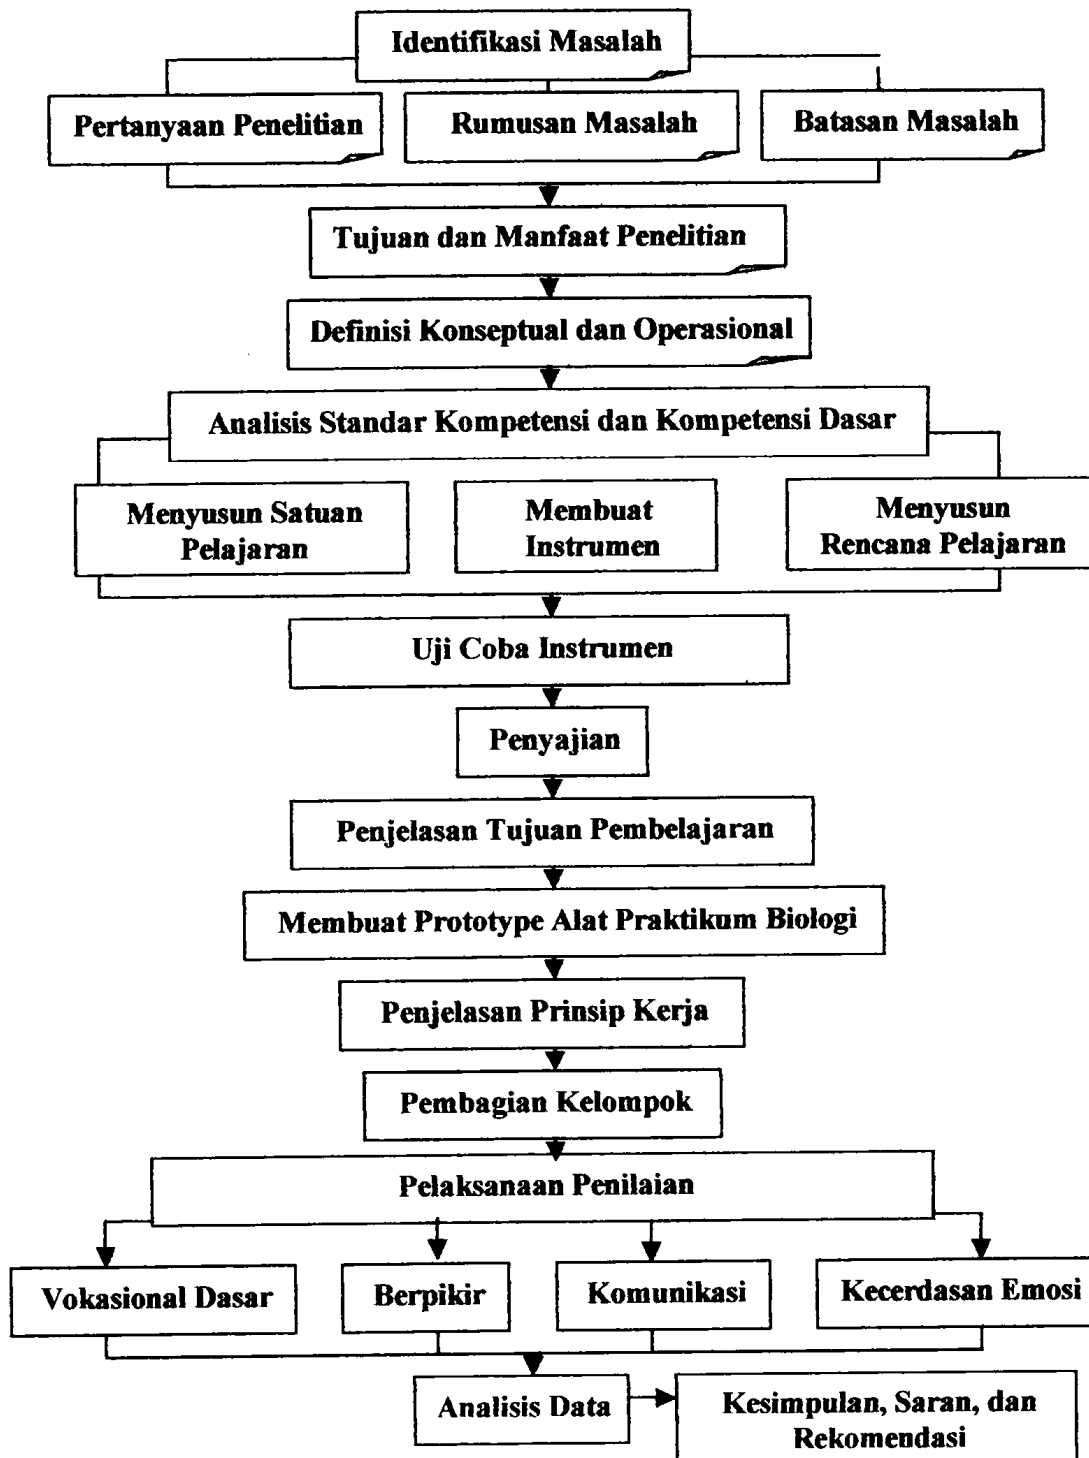 Identifikasi Masalah
Pertanyaan Penelitian
Rumusan Masalah
Batasan Masalah
Tujuan dan Manfaat Penelitian
Definisi Konseptual dan Operasional
Analisis Standar Kompetensi dan Kompetensi Dasar
Menyusun Satuan
Pelajaran
Membuat
Instrumen
Menyusun
Rencana Pelajaran
Uji Coba Instrumen
Penyajian
Penjelasan Tujuan Pembelajaran
Membuat Prototype Alat Praktikum Biologi
Penjelasan Prinsip Kerja
Pembagian Kelompok
Pelaksanaan Penilaian
Vokasional Dasar
Berpikir
Komunikasi
Kecerdasan Emosi
Analisis Data
Kesimpulan, Saran, dan
Rekomendasi